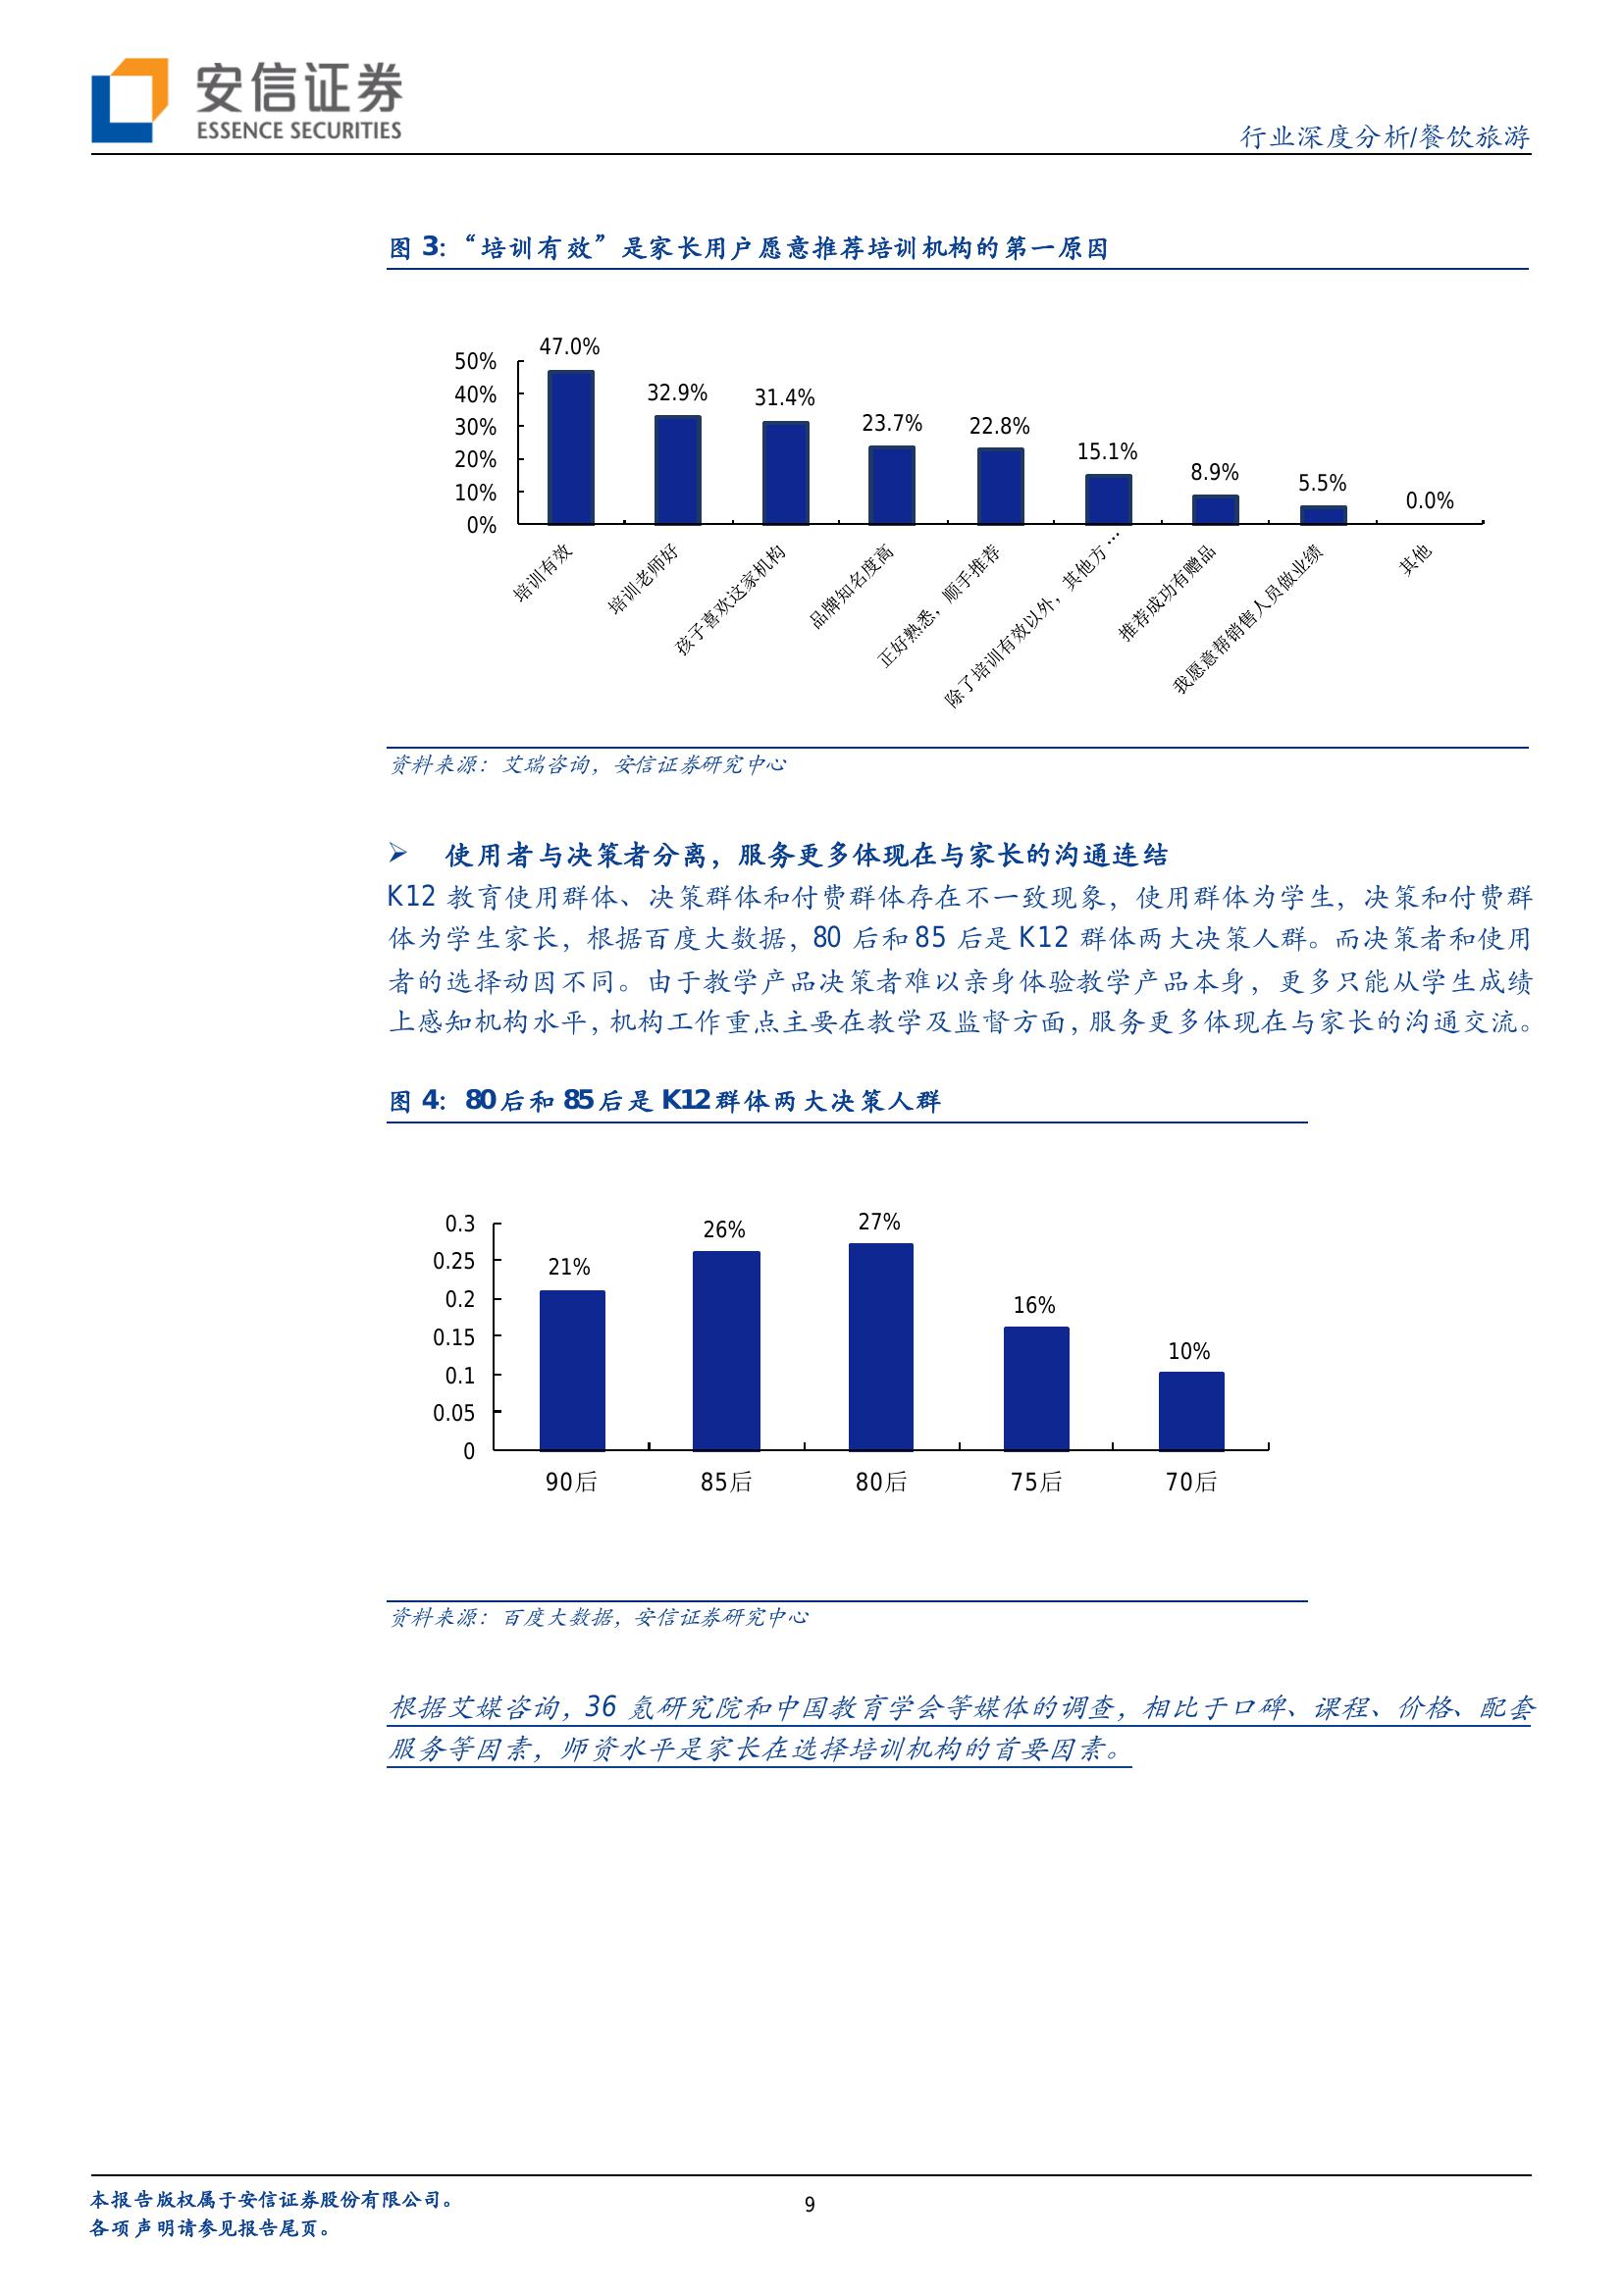 安信证券
ESSENCE SECURITIES
行业深度分析/餐饮旅游
图 3:“培训有效”是家长用户愿意推荐培训机构的第一原因
50%
40%
30%
20%
10%
0%
47.0%
32.9%
31.4%
23.7%
22.8%
15.1%
8.9%
5.5%
0.0%
培训有效
培训老师好
孩子喜欢这家机构
品牌知名度高
正好熟悉，顺手推荐
除了培训有效以外，其他方…
推荐成功有赠品
我愿意帮销售人员做业绩
其他
资料来源：艾瑞咨询，安信证券研究中心
➢ 使用者与决策者分离，服务更多体现在与家长的沟通连结
K12 教育使用群体、决策群体和付费群体存在不一致现象，使用群体为学生，决策和付费群
体为学生家长，根据百度大数据，80 后和 85 后是 K12 群体两大决策人群。而决策者和使用
者的选择动因不同。由于教学产品决策者难以亲身体验教学产品本身，更多只能从学生成绩
上感知机构水平，机构工作重点主要在教学及监督方面，服务更多体现在与家长的沟通交流。
图 4: 80 后和 85 后是 K12 群体两大决策人群
0.3
0.25
0.2
0.15
0.1
0.05
0
21%
26%
27%
16%
10%
90后
85后
80后
75后
70后
资料来源：百度大数据，安信证券研究中心
根据艾媒咨询，36 氪研究院和中国教育学会等媒体的调查，相比于口碑、课程、价格、配套
服务等因素，师资水平是家长在选择培训机构的首要因素。
本报告版权属于安信证券股份有限公司。
各项声明请参见报告尾页。
9